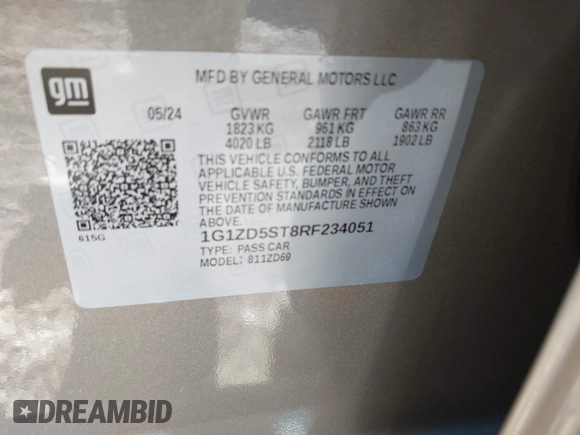 gm
MFD BY GENERAL MOTORS LLC
05/24 GVWR GAWR FRT GAWR RR
1823 KG 961 KG 863 KG
4020 LB 2118 LB 1902 LB
THIS VEHICLE CONFORMS TO ALL
APPLICABLE U.S. FEDERAL MOTOR
VEHICLE SAFETY, BUMPER, AND THEFT
PREVENTION STANDARDS IN EFFECT ON
THE DATE OF MANUFACTURE SHOWN
ABOVE.
615G
1G1ZD5ST8RF234051
TYPE: PASS CAR
MODEL: 811ZD69
DREAMBID